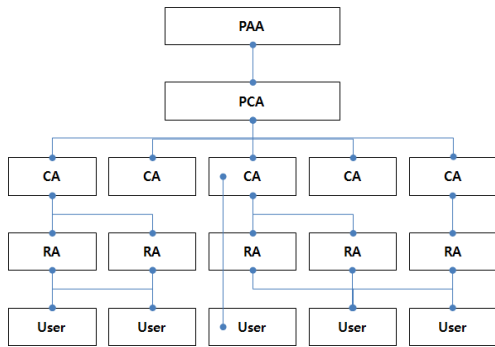 PAA
PCA
CA CA CA CA CA
RA RA RA RA RA
User User User User User